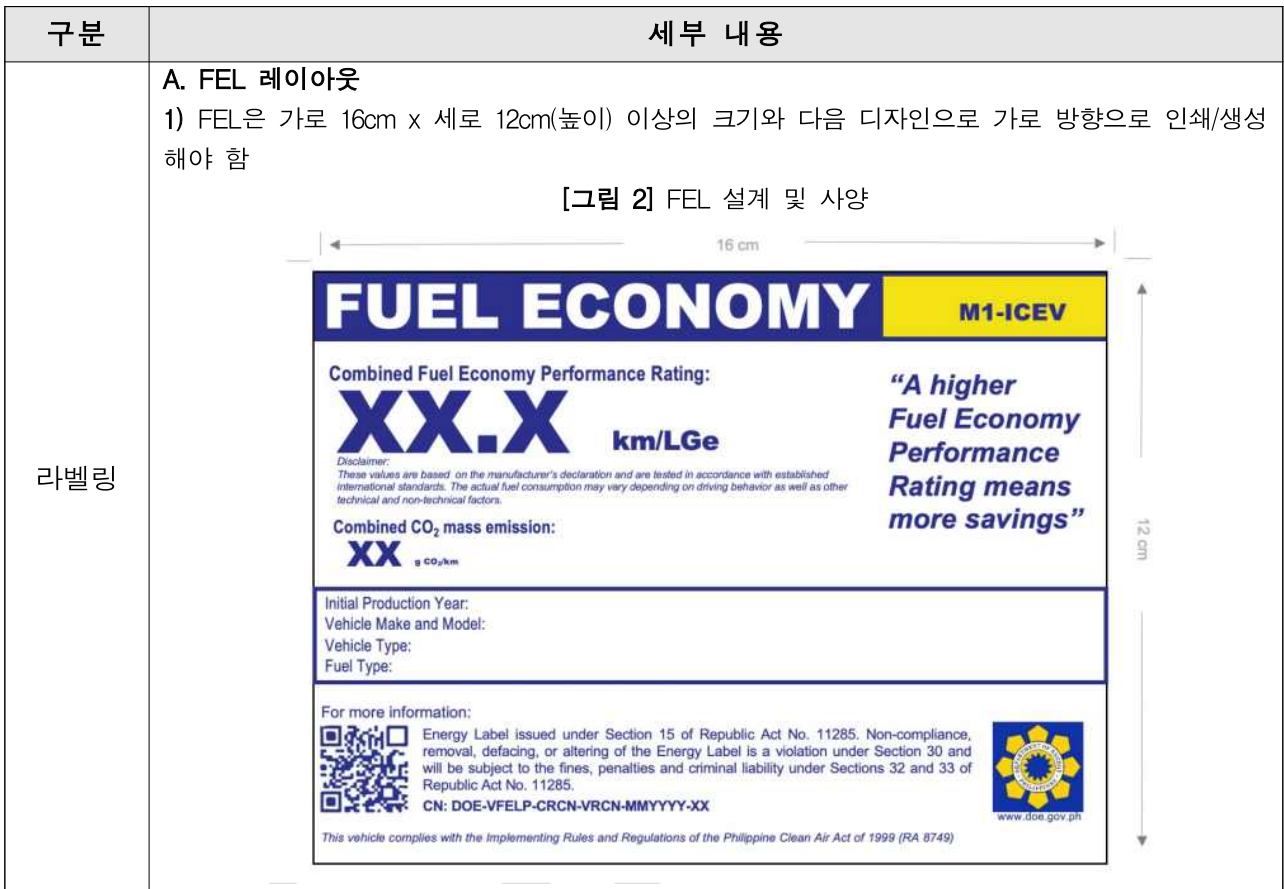 구분
세부 내용
라벨링
A. FEL 레이아웃
1) FEL은 가로 16cm x 세로 12cm(높이) 이상의 크기와 다음 디자인으로 가로 방향으로 인쇄/생성
해야 함
[그림 2] FEL 설계 및 사양
16 cm
FUEL ECONOMY
M1-ICEV
Combined Fuel Economy Performance Rating:
XX.X km/LGe
Disclaimer:
These values are based on the manufacturer's declaration and are tested in accordance with established
international standards. The actual fuel consumption may vary depending on driving behavior as well as other
technical and non-technical factors.
"A higher
Fuel Economy
Performance
Rating means
more savings"
Combined CO₂ mass emission:
XX g CO₂/km
12 cm
Initial Production Year:
Vehicle Make and Model:
Vehicle Type:
Fuel Type:
For more information:
Energy Label issued under Section 15 of Republic Act No. 11285. Non-compliance,
removal, defacing, or altering of the Energy Label is a violation under Section 30 and
will be subject to the fines, penalties and criminal liability under Sections 32 and 33 of
Republic Act No. 11285.
CN: DOE-VFELP-CRCN-VRCN-MMYYYY-XX
www.doe.gov.ph
This vehicle complies with the Implementing Rules and Regulations of the Philippine Clean Air Act of 1999 (RA 8749)